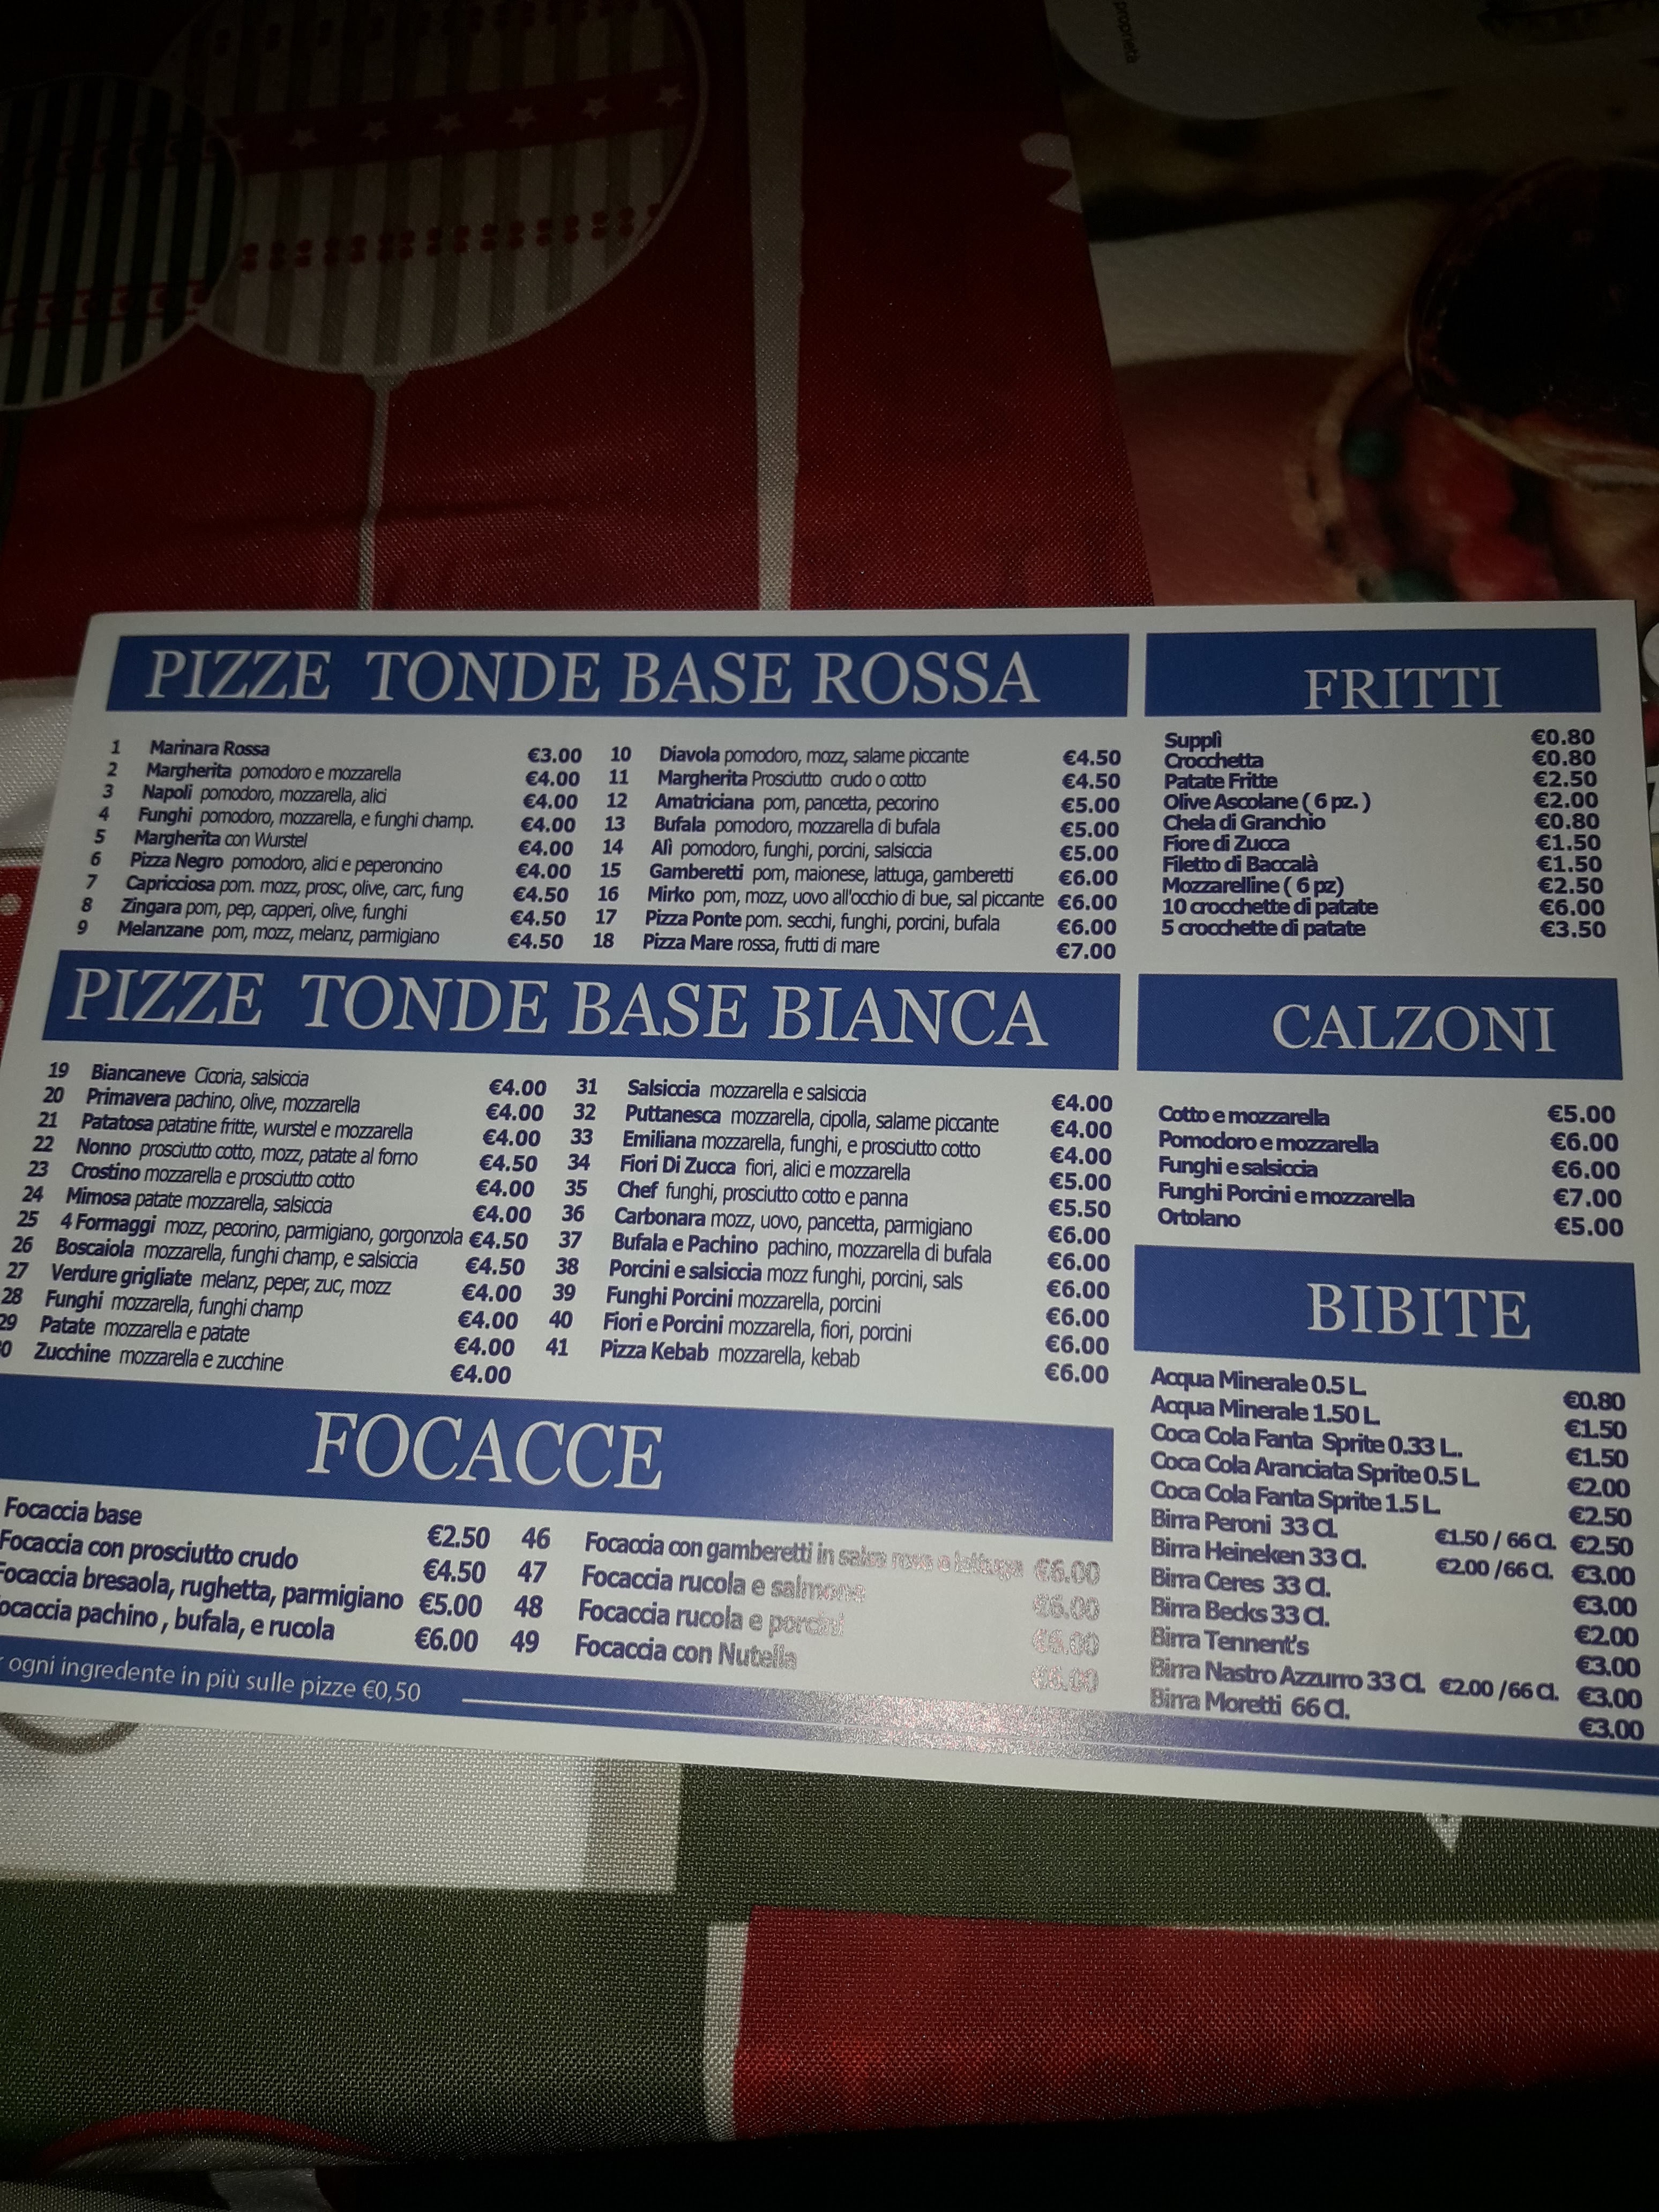 proprietà
PIZZE TONDE BASE ROSSA
1 Marinara Rossa €3.00
2 Margherita pomodoro e mozzarella €4.00
3 Napoli pomodoro, mozzarella, alici €4.00
4 Funghi pomodoro, mozzarella, e funghi champ. €4.00
5 Margherita con Wurstel €4.00
6 Pizza Negro pomodoro, alici e peperoncino €4.00
7 Capricciosa pom. mozz, prosc, olive, carc, fung €4.50
8 Zingara pom, pep, capperi, olive, funghi €4.50
9 Melanzane pom, mozz, melanz, parmigiano €4.50
10 Diavola pomodoro, mozz, salame piccante €4.50
11 Margherita Prosciutto crudo o cotto €4.50
12 Amatriciana pom, pancetta, pecorino €5.00
13 Bufala pomodoro, mozzarella di bufala €5.00
14 Alì pomodoro, funghi, porcini, salsiccia €5.00
15 Gamberetti pom, maionese, lattuga, gamberetti €6.00
16 Mirko pom, mozz, uovo all'occhio di bue, sal piccante €6.00
17 Pizza Ponte pom. secchi, funghi, porcini, bufala €6.00
18 Pizza Mare rossa, frutti di mare €7.00
FRITTI
Supplì €0.80
Crocchetta €0.80
Patate Fritte €2.50
Olive Ascolane ( 6 pz. ) €2.00
Chela di Granchio €0.80
Fiore di Zucca €1.50
Filetto di Baccalà €1.50
Mozzarelline ( 6 pz) €2.50
10 crocchette di patate €6.00
5 crocchette di patate €3.50
PIZZE TONDE BASE BIANCA
19 Biancaneve Cicoria, salsiccia €4.00
20 Primavera pachino, olive, mozzarella €4.00
21 Patatosa patatine fritte, wurstel e mozzarella €4.00
22 Nonno prosciutto cotto, mozz, patate al forno €4.50
23 Crostino mozzarella e prosciutto cotto €4.00
24 Mimosa patate mozzarella, salsiccia €4.00
25 4 Formaggi mozz, pecorino, parmigiano, gorgonzola €4.50
26 Boscaiola mozzarella, funghi champ, e salsiccia €4.50
27 Verdure grigliate melanz, peper, zuc, mozz €4.00
28 Funghi mozzarella, funghi champ €4.00
29 Patate mozzarella e patate €4.00
0 Zucchine mozzarella e zucchine €4.00
31 Salsiccia mozzarella e salsiccia €4.00
32 Puttanesca mozzarella, cipolla, salame piccante €4.00
33 Emiliana mozzarella, funghi, e prosciutto cotto €4.00
34 Fiori Di Zucca fiori, alici e mozzarella €5.00
35 Chef funghi, prosciutto cotto e panna €5.50
36 Carbonara mozz, uovo, pancetta, parmigiano €6.00
37 Bufala e Pachino pachino, mozzarella di bufala €6.00
38 Porcini e salsiccia mozz funghi, porcini, sals €6.00
39 Funghi Porcini mozzarella, porcini €6.00
40 Fiori e Porcini mozzarella, fiori, porcini €6.00
41 Pizza Kebab mozzarella, kebab €6.00
CALZONI
Cotto e mozzarella €5.00
Pomodoro e mozzarella €6.00
Funghi e salsiccia €6.00
Funghi Porcini e mozzarella €7.00
Ortolano €5.00
BIBITE
Acqua Minerale 0.5 L €0.80
Acqua Minerale 1.50 L €1.50
Coca Cola Fanta Sprite 0.33 L. €1.50
Coca Cola Aranciata Sprite 0.5 L €2.00
Coca Cola Fanta Sprite 1.5 L €2.50
Birra Peroni 33 Cl. €1.50 / 66 Cl. €2.50
Birra Heineken 33 Cl. €2.00 / 66 Cl. €3.00
Birra Ceres 33 Cl. €3.00
Birra Becks 33 Cl. €2.00
Birra Tennent's €3.00
Birra Nastro Azzurro 33 Cl. €2.00 / 66 Cl. €3.00
Birra Moretti 66 Cl. €3.00
FOCACCE
Focaccia base €2.50
Focaccia con prosciutto crudo €4.50
ocaccia bresaola, rughetta, parmigiano €5.00
ocaccia pachino , bufala, e rucola €6.00
46 Focaccia con gamberetti in salsa rosa e lattuga €6.00
47 Focaccia rucola e salmone €6.00
48 Focaccia rucola e porcini €6.00
49 Focaccia con Nutella
ogni ingredente in più sulle pizze €0,50